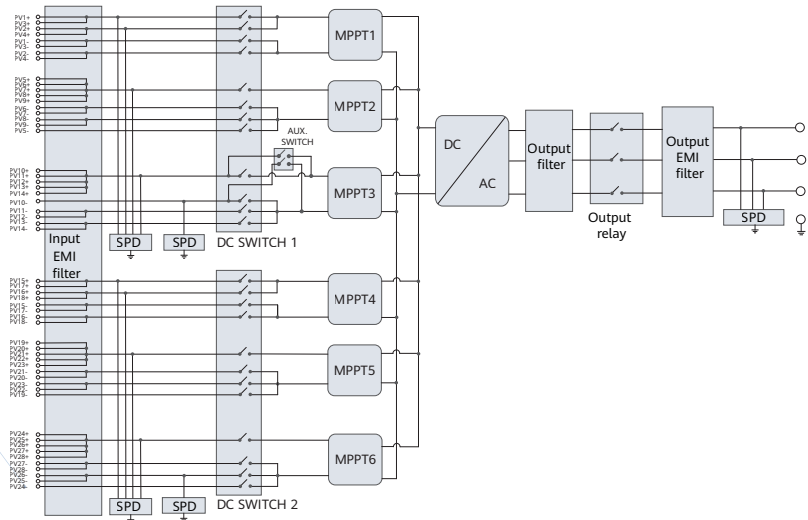 PV1+
PV3+
PV2+
PV4+
PV1-
PV3-
PV2-
PV4-
MPPT1
PV5+
PV6+
PV7+
PV8+
PV9+
PV6-
PV7-
PV8-
PV9-
PV5-
MPPT2
AUX.
SWITCH
PV10+
PV11+
PV12+
PV13+
PV14+
PV10-
PV11-
PV12-
PV13-
PV14-
MPPT3
Input
EMI
filter
SPD
SPD
DC SWITCH 1
DC
AC
Output
filter
Output
relay
Output
EMI
filter
SPD
PV15+
PV17+
PV16+
PV18+
PV15-
PV17-
PV16-
PV18-
MPPT4
PV19+
PV20+
PV21+
PV22+
PV23+
PV21-
PV20-
PV23-
PV22-
PV19-
MPPT5
PV24+
PV25+
PV26+
PV27+
PV28+
PV27-
PV28-
PV26-
PV25-
PV24-
MPPT6
SPD
SPD
DC SWITCH 2